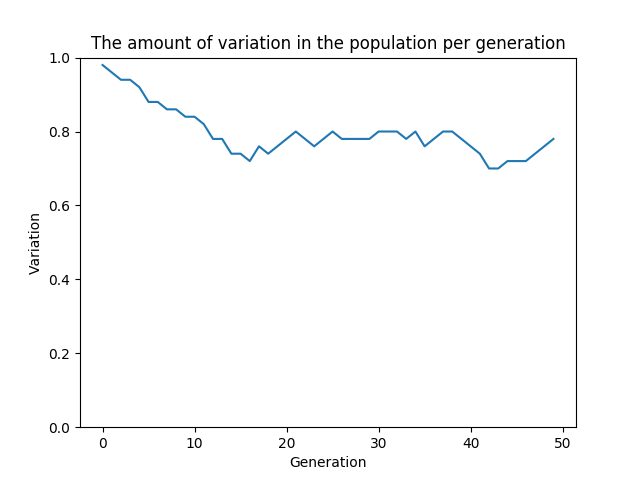 The amount of variation in the population per generation
1.0
0.8
0.6
0.4
0.2
0.0
Variation
0 10 20 30 40 50
Generation